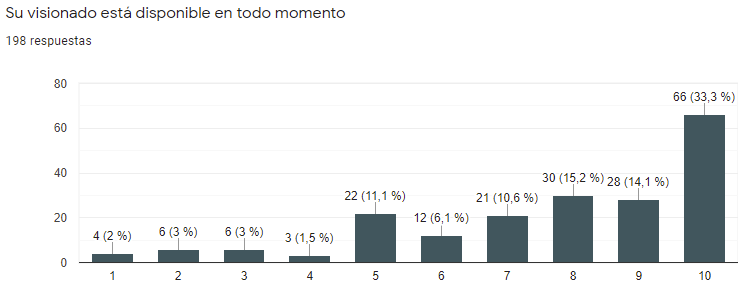 Su visionado está disponible en todo momento
198 respuestas
80
60
40
20
0
4 (2 %)
6 (3 %)
6 (3 %)
3 (1,5 %)
22 (11,1 %)
12 (6,1 %)
21 (10,6 %)
30 (15,2 %)
28 (14,1 %)
66 (33,3 %)
1 2 3 4 5 6 7 8 9 10